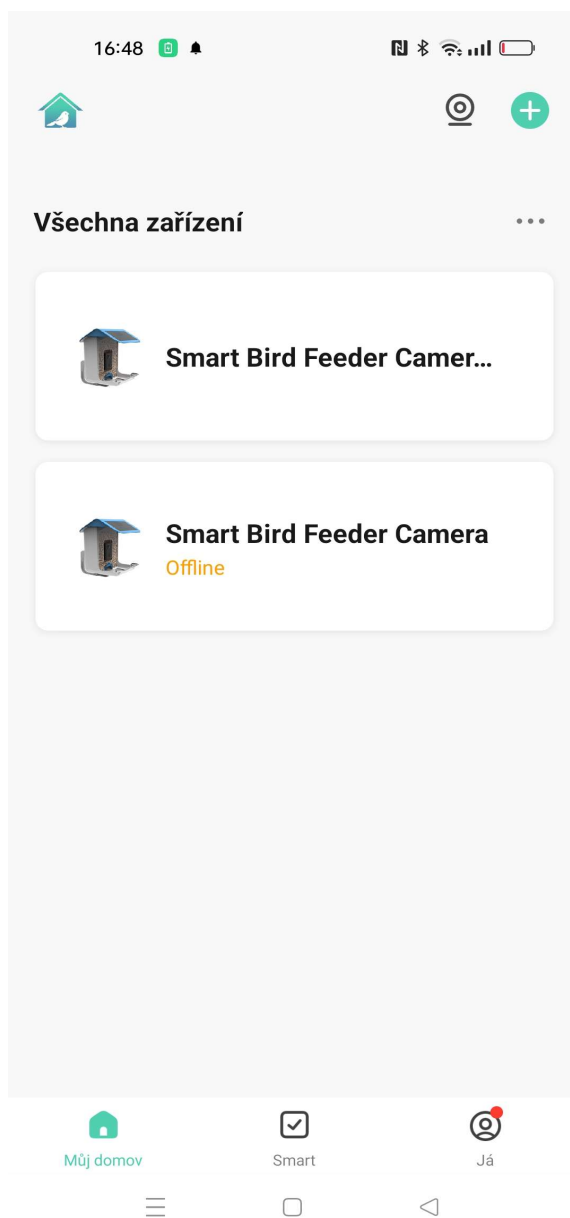 16:48
Všechna zařízení
Smart Bird Feeder Camer...
Smart Bird Feeder Camera
Offline
Můj domov
Smart
Já